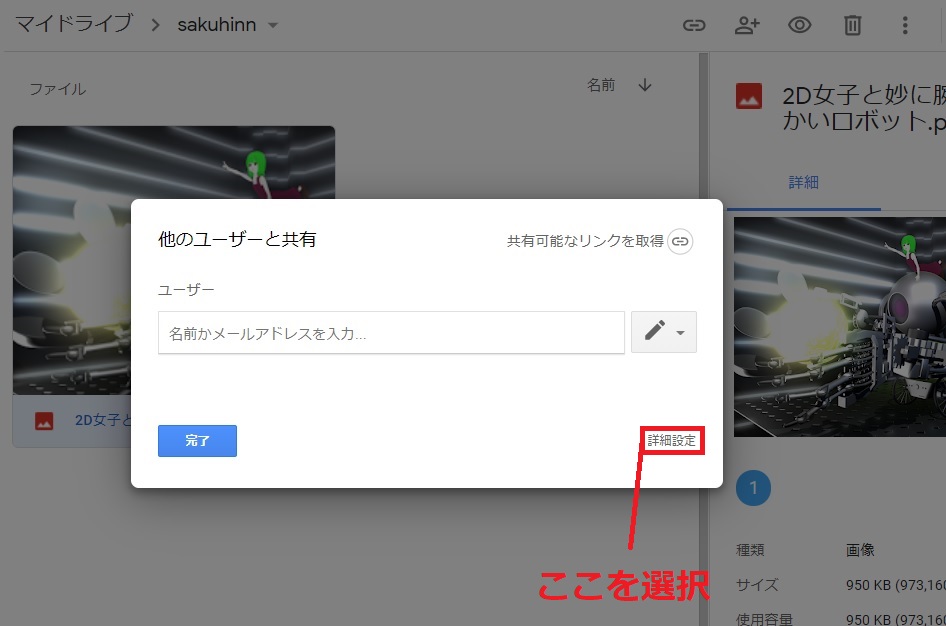 マイドライブ > sakuhinn
ファイル
名前
2D女子と妙に腕
かいロボット.p
詳細
他のユーザーと共有
共有可能なリンクを取得
ユーザー
名前かメールアドレスを入力...
2D女子と
完了
詳細設定
ここを選択
1
種類 画像
サイズ 950 KB (973,160
使用容量 950 KB (973,160